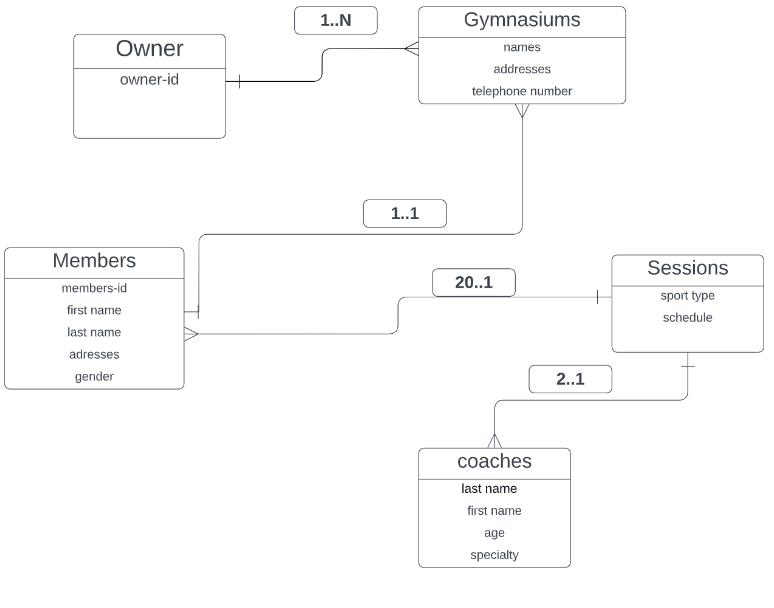 1..N
Owner
owner-id
Gymnasiums
names
addresses
telephone number
1..1
Members
members-id
first name
last name
adresses
gender
20..1
Sessions
sport type
schedule
2..1
coaches
last name
first name
age
specialty